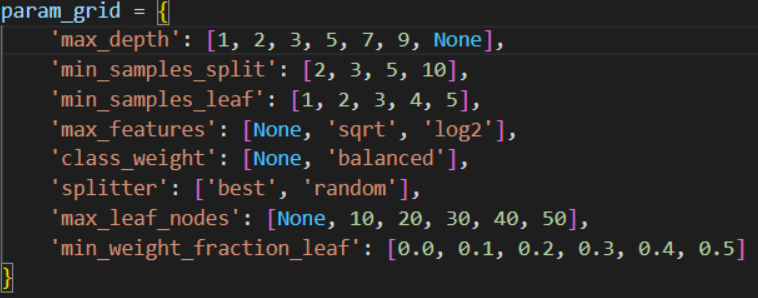 param_grid = {
    'max_depth': [1, 2, 3, 5, 7, 9, None],
    'min_samples_split': [2, 3, 5, 10],
    'min_samples_leaf': [1, 2, 3, 4, 5],
    'max_features': [None, 'sqrt', 'log2'],
    'class_weight': [None, 'balanced'],
    'splitter': ['best', 'random'],
    'max_leaf_nodes': [None, 10, 20, 30, 40, 50],
    'min_weight_fraction_leaf': [0.0, 0.1, 0.2, 0.3, 0.4, 0.5]
}